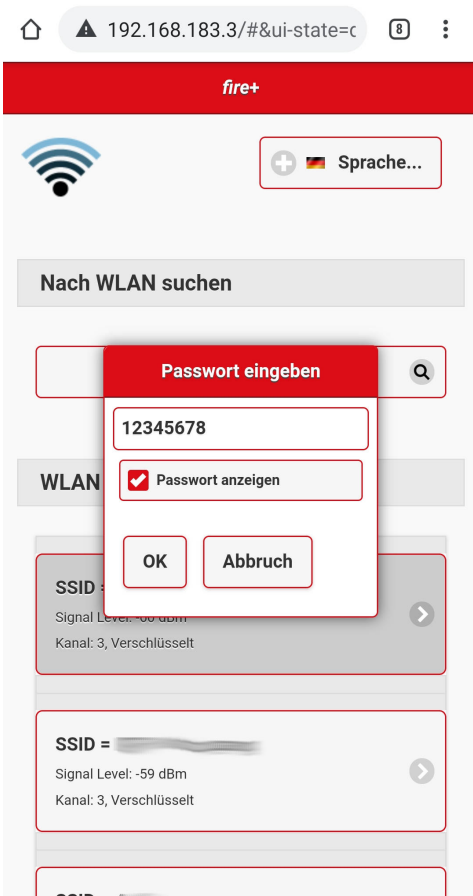 192.168.183.3/#&ui-state=d
8
fire+
Sprache...
Nach WLAN suchen
Passwort eingeben
12345678
WLAN
Passwort anzeigen
OK
Abbruch
SSID
Signal Level: -60 dBm
Kanal: 3, Verschlüsselt
SSID =
Signal Level: -59 dBm
Kanal: 3, Verschlüsselt